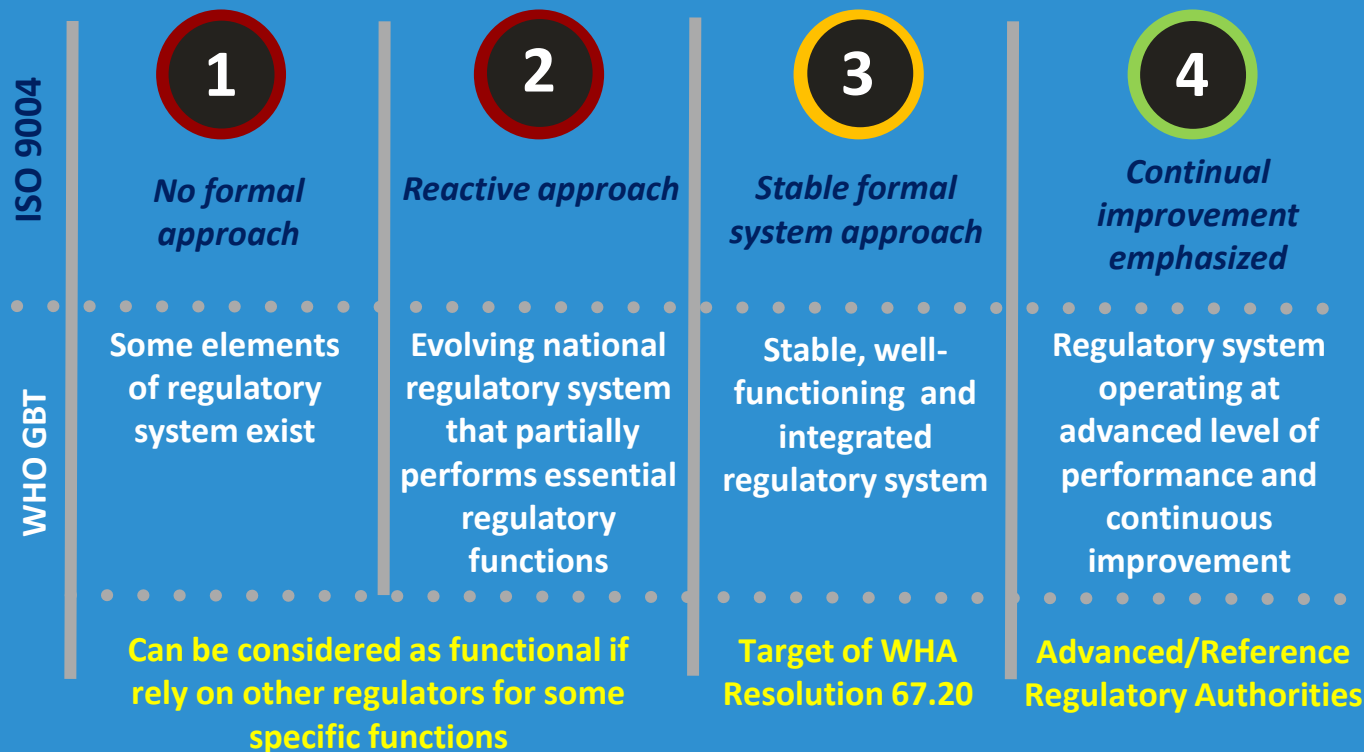 ISO 9004
1
2
3
4
No formal
approach
Reactive approach
Stable formal
system approach
Continual
improvement
emphasized
WHO GBT
Some elements
of regulatory
system exist
Evolving national
regulatory system
that partially
performs essential
regulatory
functions
Stable, well-
functioning and
integrated
regulatory system
Regulatory system
operating at
advanced level of
performance and
continuous
improvement
Can be considered as functional if
rely on other regulators for some
specific functions
Target of WHA
Resolution 67.20
Advanced/Reference
Regulatory Authorities